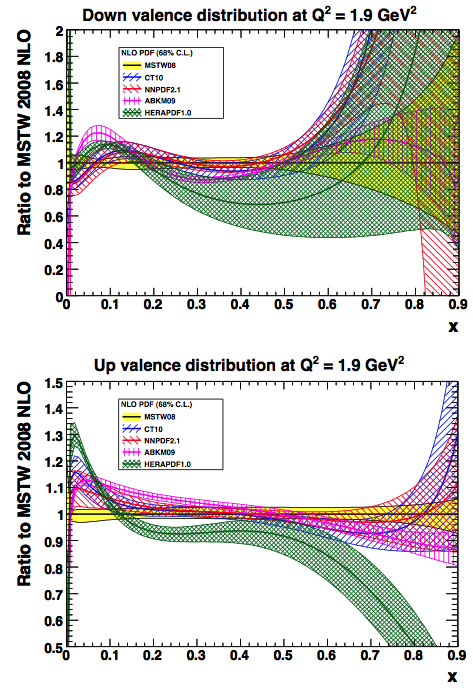 Down valence distribution at Q² = 1.9 GeV²
Ratio to MSTW 2008 NLO
2
1.8
1.6
1.4
1.2
1
0.8
0.6
0.4
0.2
0
NLO PDF (68% C.L.)
MSTW08
CT10
NNPDF2.1
ABKM09
HERAPDF1.0
0 0.1 0.2 0.3 0.4 0.5 0.6 0.7 0.8 0.9
x
Up valence distribution at Q² = 1.9 GeV²
Ratio to MSTW 2008 NLO
1.5
1.4
1.3
1.2
1.1
1
0.9
0.8
0.7
0.6
0.5
NLO PDF (68% C.L.)
MSTW08
CT10
NNPDF2.1
ABKM09
HERAPDF1.0
0 0.1 0.2 0.3 0.4 0.5 0.6 0.7 0.8 0.9
x